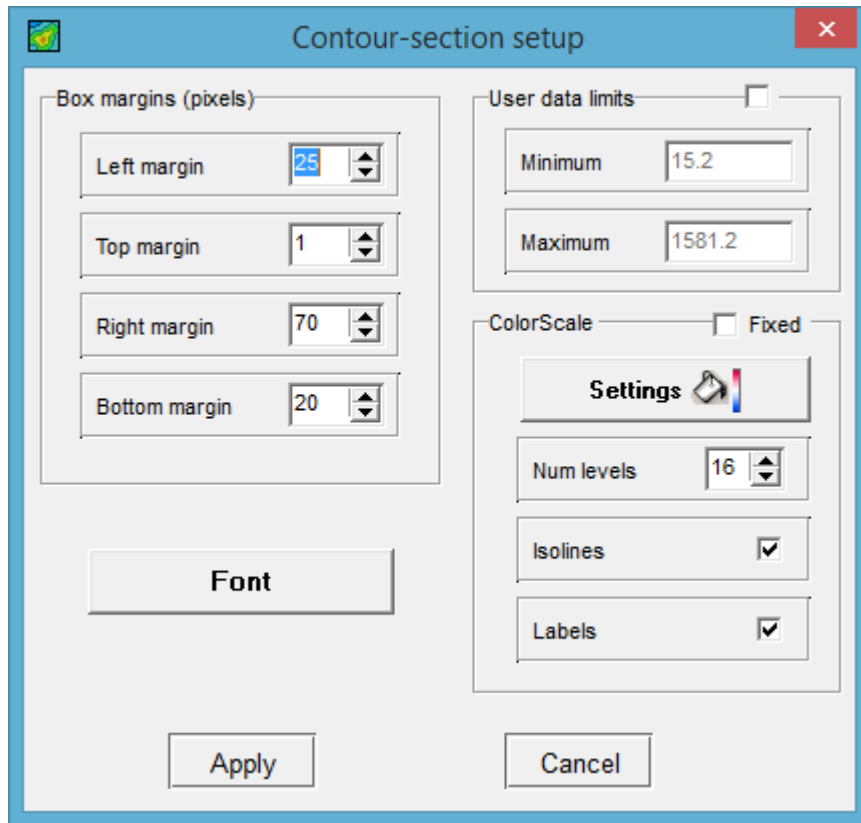 Contour-section setup
Box margins (pixels)
Left margin 25
Top margin 1
Right margin 70
Bottom margin 20
Font
User data limits
Minimum 15.2
Maximum 1581.2
ColorScale Fixed
Settings
Num levels 16
Isolines
Labels
Apply Cancel